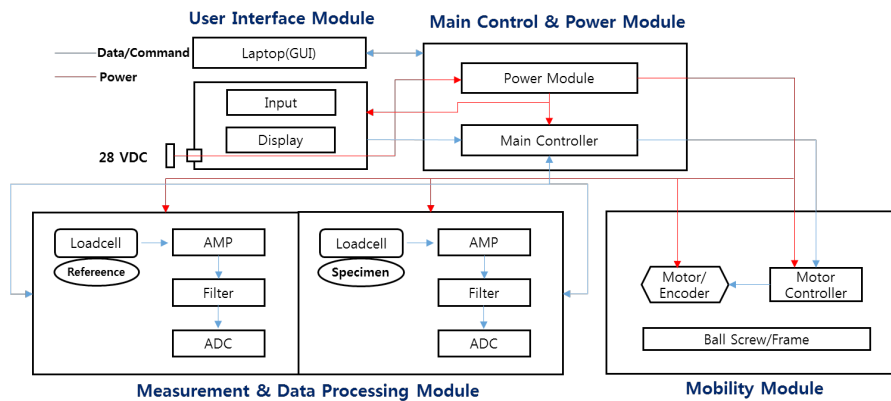 User Interface Module
Main Control & Power Module
Data/Command
Power
Laptop(GUI)
Input
Display
28 VDC
Power Module
Main Controller
Loadcell
Refereence
AMP
Filter
ADC
Loadcell
Specimen
AMP
Filter
ADC
Motor/
Encoder
Motor
Controller
Ball Screw/Frame
Measurement & Data Processing Module
Mobility Module